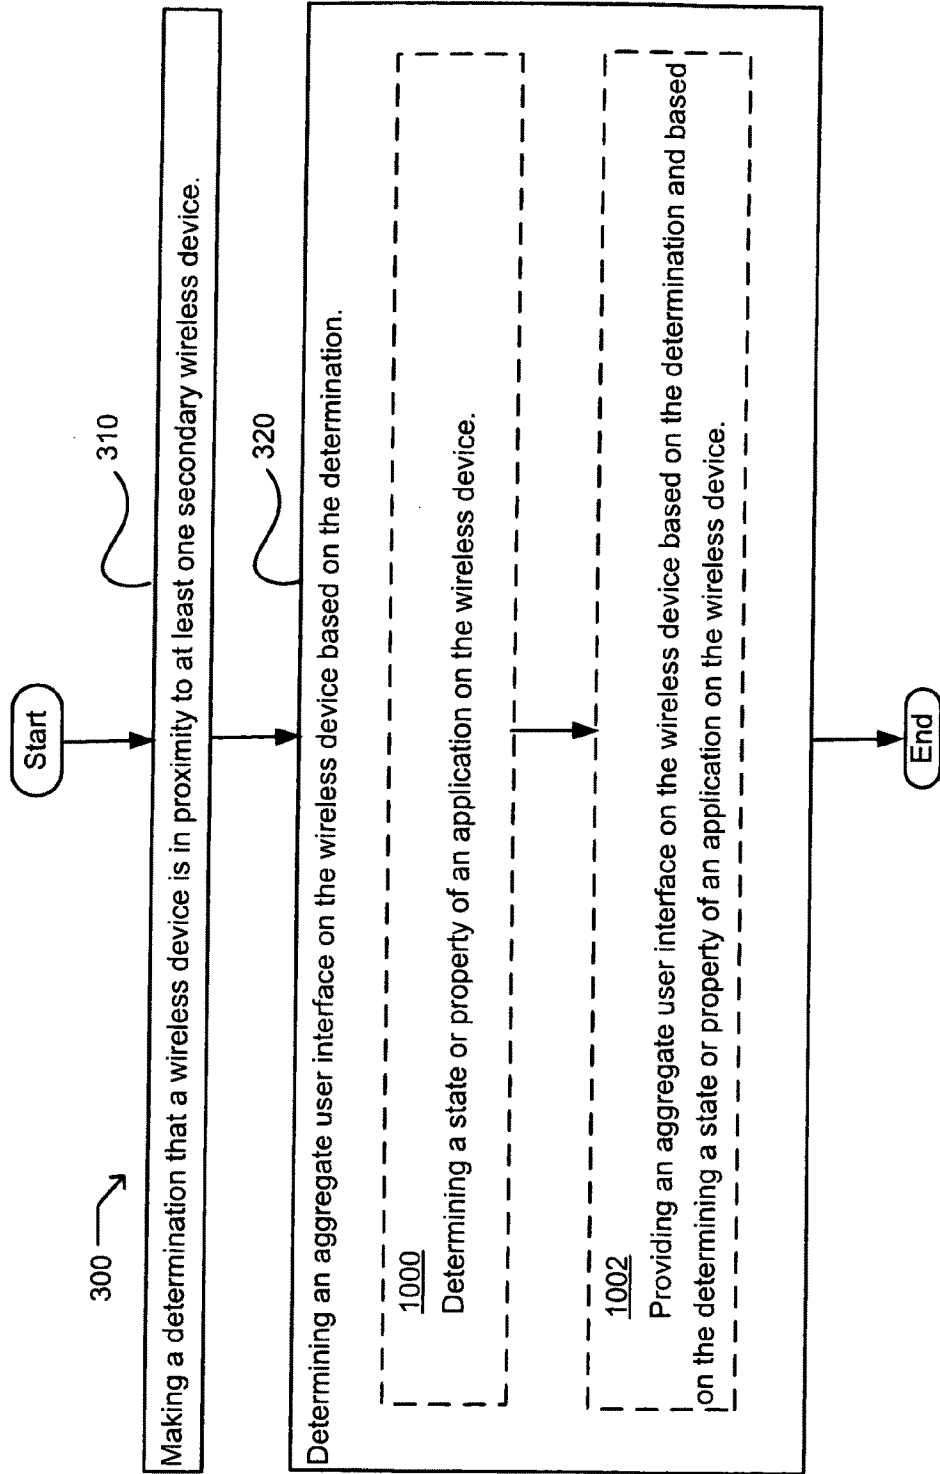 300
Start
310
Making a determination that a wireless device is in proximity to at least one secondary wireless device.
320
Determining an aggregate user interface on the wireless device based on the determination.
1000
Determining a state or property of an application on the wireless device.
1002
Providing an aggregate user interface on the wireless device based on the determination and based
on the determining a state or property of an application on the wireless device.
End